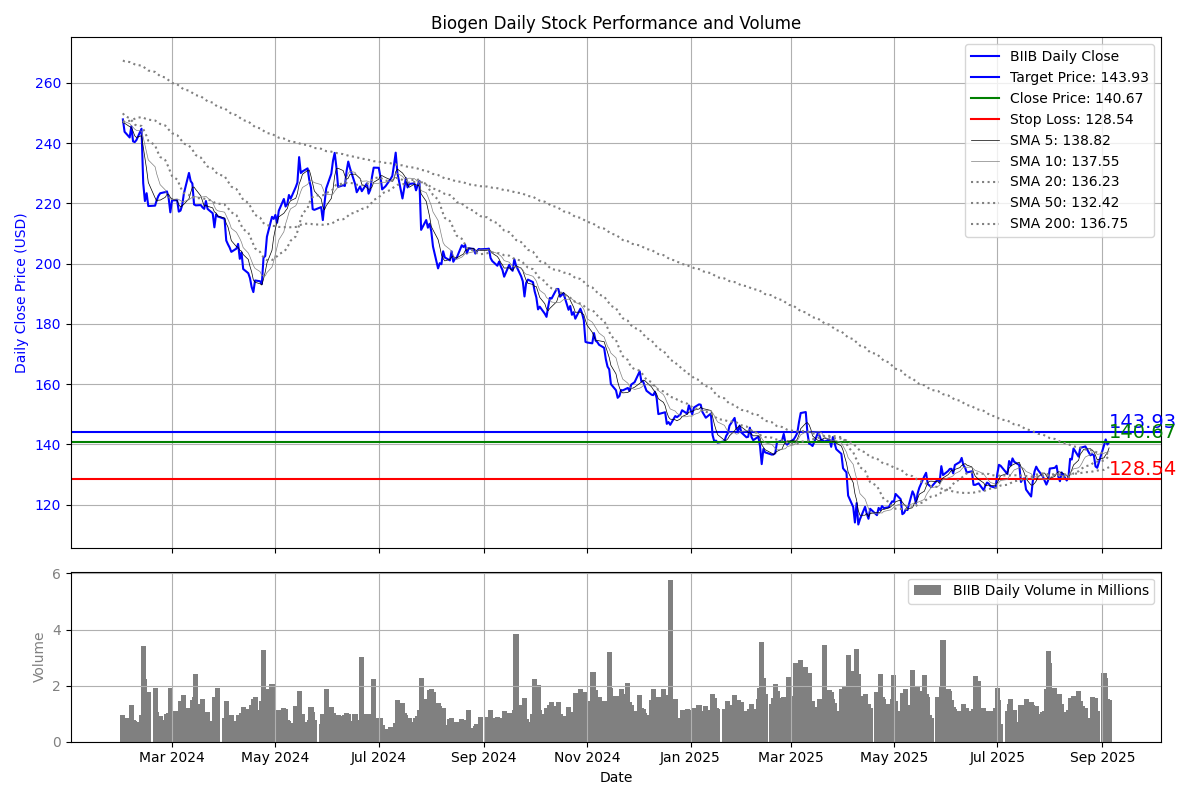 Biogen Daily Stock Performance and Volume
Daily Close Price (USD)
260
240
220
200
180
160
140
120
BIIB Daily Close
Target Price: 143.93
Close Price: 140.67
Stop Loss: 128.54
SMA 5: 138.82
SMA 10: 137.55
SMA 20: 136.23
SMA 50: 132.42
SMA 200: 136.75
143.93
140.67
128.54
Volume
6
4
2
0
BIIB Daily Volume in Millions
Mar 2024 May 2024 Jul 2024 Sep 2024 Nov 2024 Jan 2025 Mar 2025 May 2025 Jul 2025 Sep 2025
Date